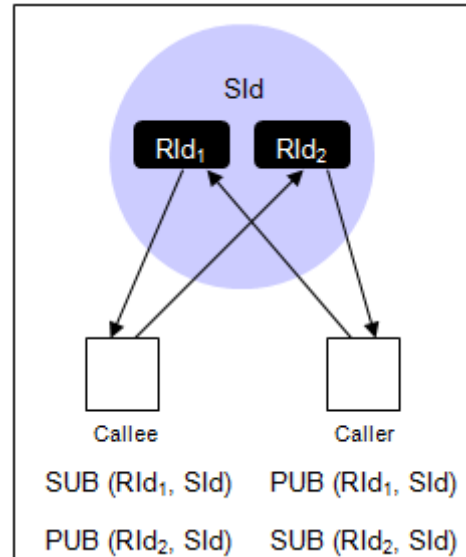 SId
RId₁ RId₂
Callee Caller
SUB (RId₁, SId) PUB (RId₁, SId)
PUB (RId₂, SId) SUB (RId₂, SId)